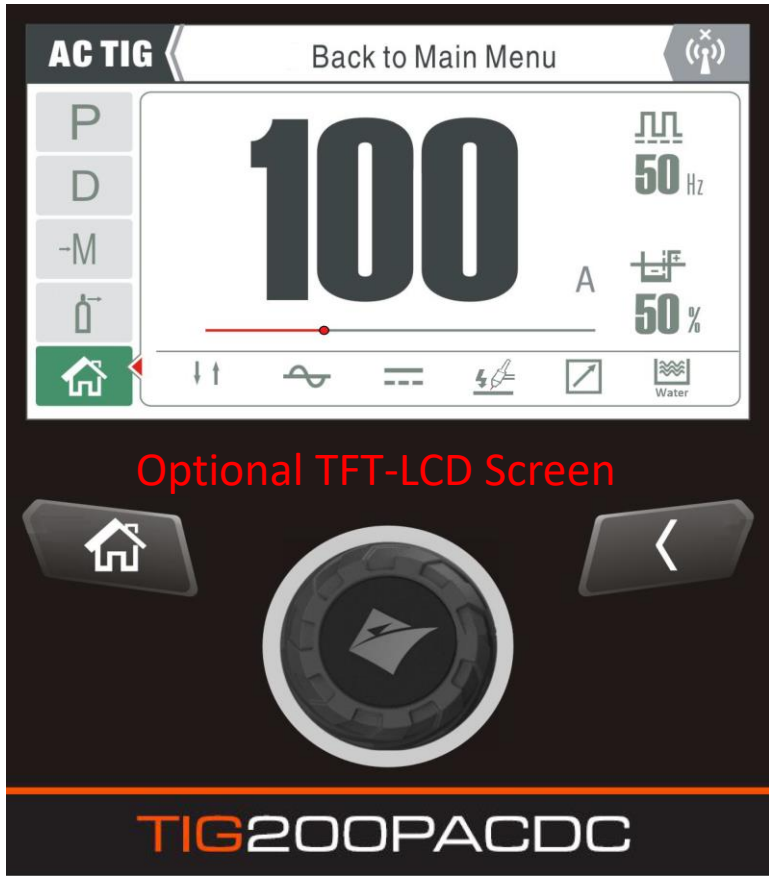 AC TIG
Back to Main Menu
P
D
M
100 A
50 Hz
50 %
Water
Optional TFT-LCD Screen
TIG200PACDC